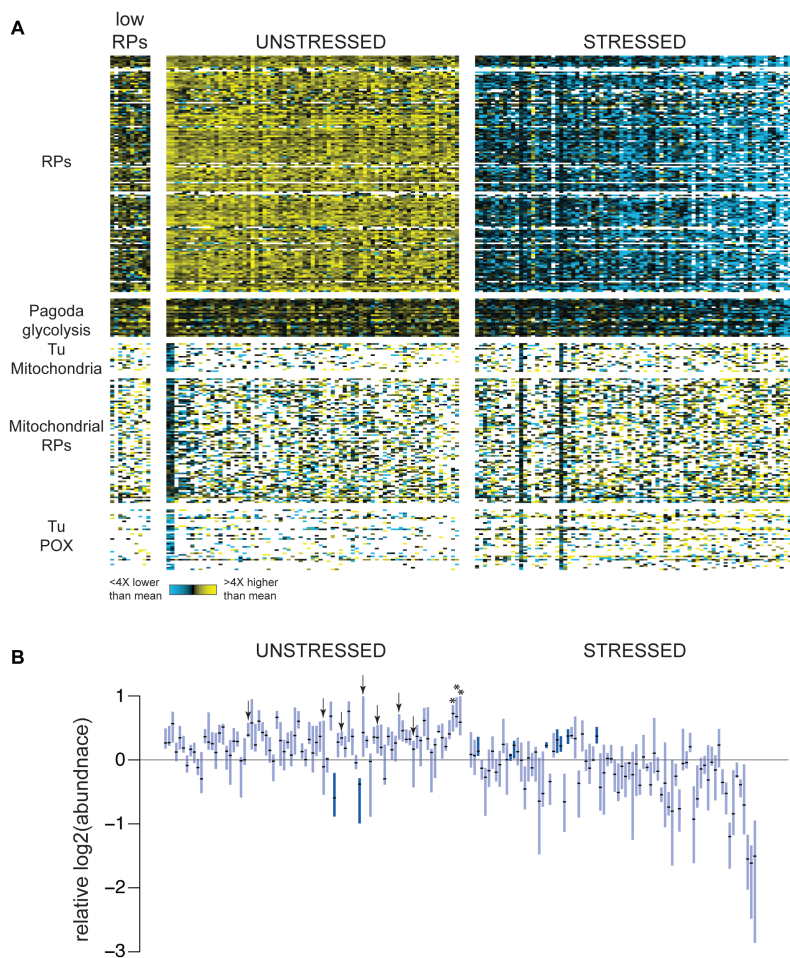 A
low
RPs
UNSTRESSED
STRESSED
RPs
Pagoda
glycolysis
Tu
Mitochondria
Mitochondrial
RPs
Tu
POX
<4X lower
than mean
>4X higher
than mean
B
UNSTRESSED
STRESSED
relative log2(abundnace)
1
0
−1
−2
−3
*
*
*